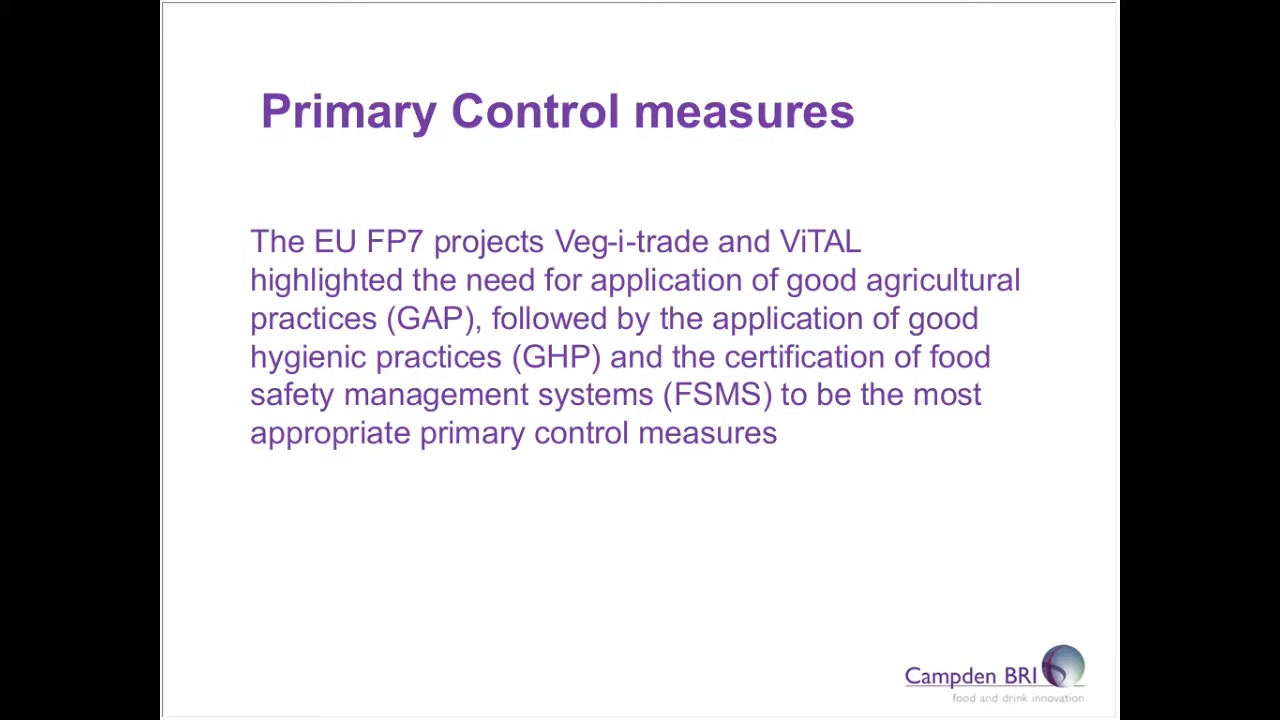 Primary Control measures
The EU FP7 projects Veg-i-trade and ViTAL
highlighted the need for application of good agricultural
practices (GAP), followed by the application of good
hygienic practices (GHP) and the certification of food
safety management systems (FSMS) to be the most
appropriate primary control measures
Campden BRI
food and drink innovation